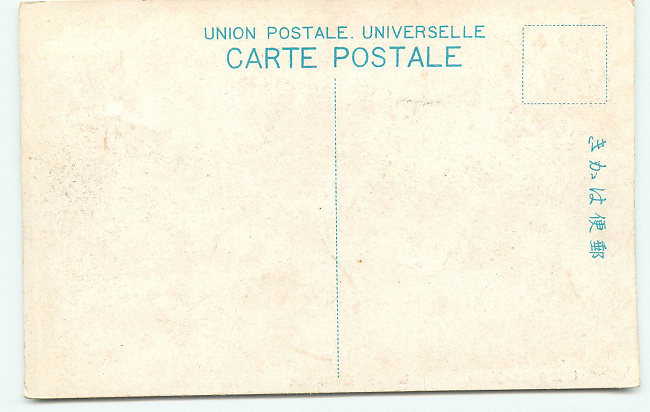 UNION POSTALE. UNIVERSELLE
CARTE POSTALE
郵便はかき